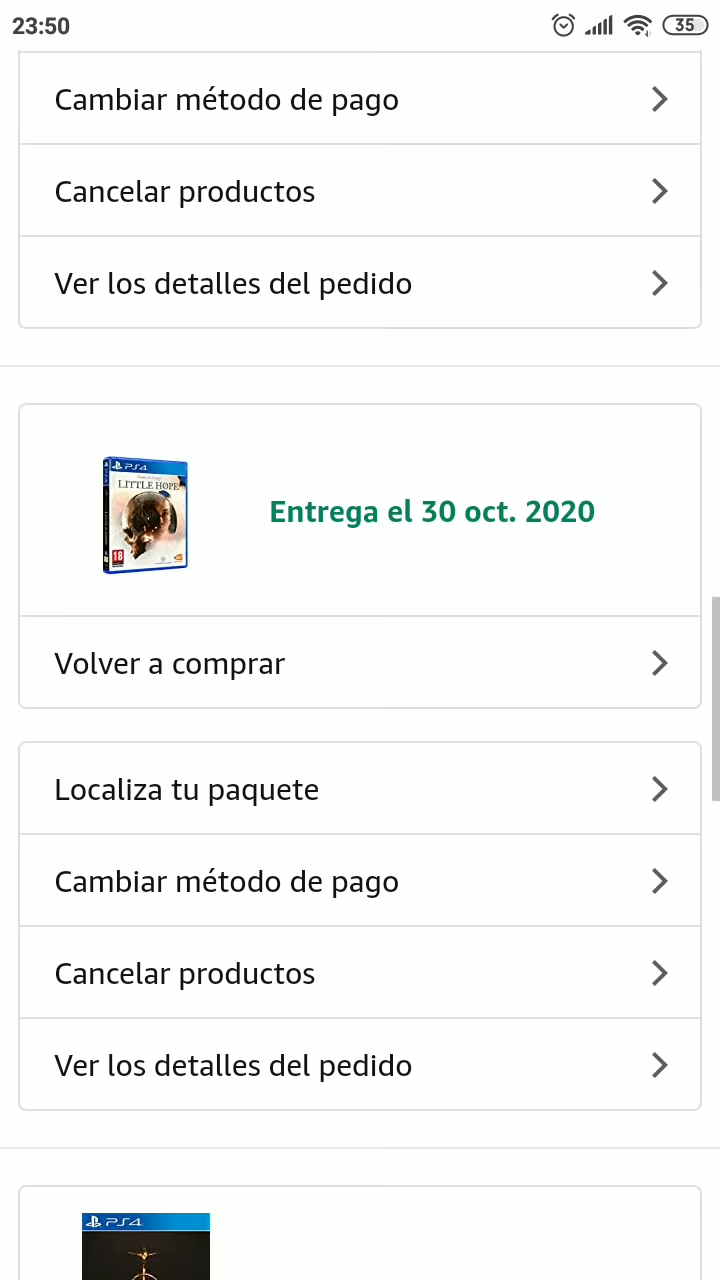 23:50
35
Cambiar método de pago
Cancelar productos
Ver los detalles del pedido
PS4
LITTLE HOPE
18
Entrega el 30 oct. 2020
Volver a comprar
Localiza tu paquete
Cambiar método de pago
Cancelar productos
Ver los detalles del pedido
PS4